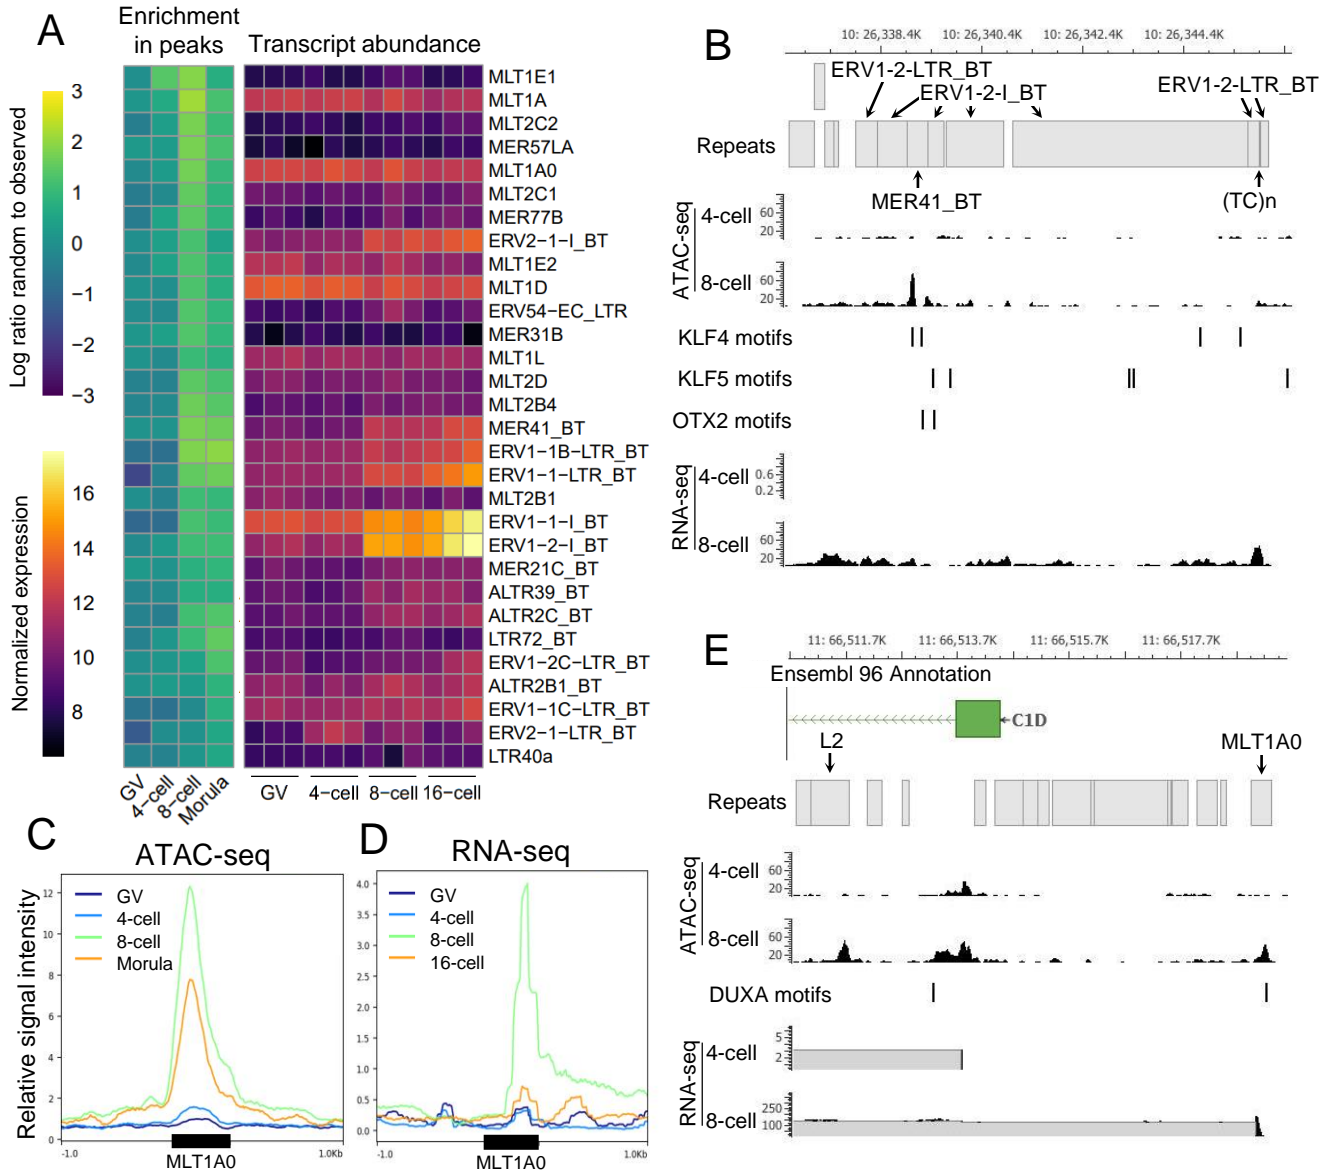 A
Enrichment
in peaks
Transcript abundance
Log ratio random to observed
3
2
1
0
−1
−2
−3
Normalized expression
16
14
12
10
8
MLT1E1
MLT1A
MLT2C2
MER57LA
MLT1A0
MLT2C1
MER77B
ERV2−1−I_BT
MLT1E2
MLT1D
ERV54−EC_LTR
MER31B
MLT1L
MLT2D
MLT2B4
MER41_BT
ERV1−1B−LTR_BT
ERV1−1−LTR_BT
MLT2B1
ERV1−1−I_BT
ERV1−2−I_BT
MER21C_BT
ALTR39_BT
ALTR2C_BT
LTR72_BT
ERV1−2C−LTR_BT
ALTR2B1_BT
ERV1−1C−LTR_BT
ERV2−1−LTR_BT
LTR40a
GV
4−cell
8−cell
Morula
GV
4−cell
8−cell
16−cell
B
10: 26,338.4K
10: 26,340.4K
10: 26,342.4K
10: 26,344.4K
ERV1-2-LTR_BT
ERV1-2-I_BT
ERV1-2-LTR_BT
Repeats
MER41_BT
(TC)n
ATAC-seq
4-cell
60
20
8-cell
60
20
KLF4 motifs
KLF5 motifs
OTX2 motifs
RNA-seq
4-cell
0.6
0.2
8-cell
60
20
C
ATAC-seq
Relative signal intensity
12
10
8
6
4
2
0
GV
4-cell
8-cell
Morula
-1.0
MLT1A0
1.0Kb
D
RNA-seq
4.0
3.5
3.0
2.5
2.0
1.5
1.0
0.5
0.0
GV
4-cell
8-cell
16-cell
-1.0
MLT1A0
1.0Kb
E
11: 66,511.7K
11: 66,513.7K
11: 66,515.7K
11: 66,517.7K
Ensembl 96 Annotation
C1D
L2
MLT1A0
Repeats
ATAC-seq
4-cell
60
20
8-cell
60
20
DUXA motifs
RNA-seq
4-cell
5
2
8-cell
250
100